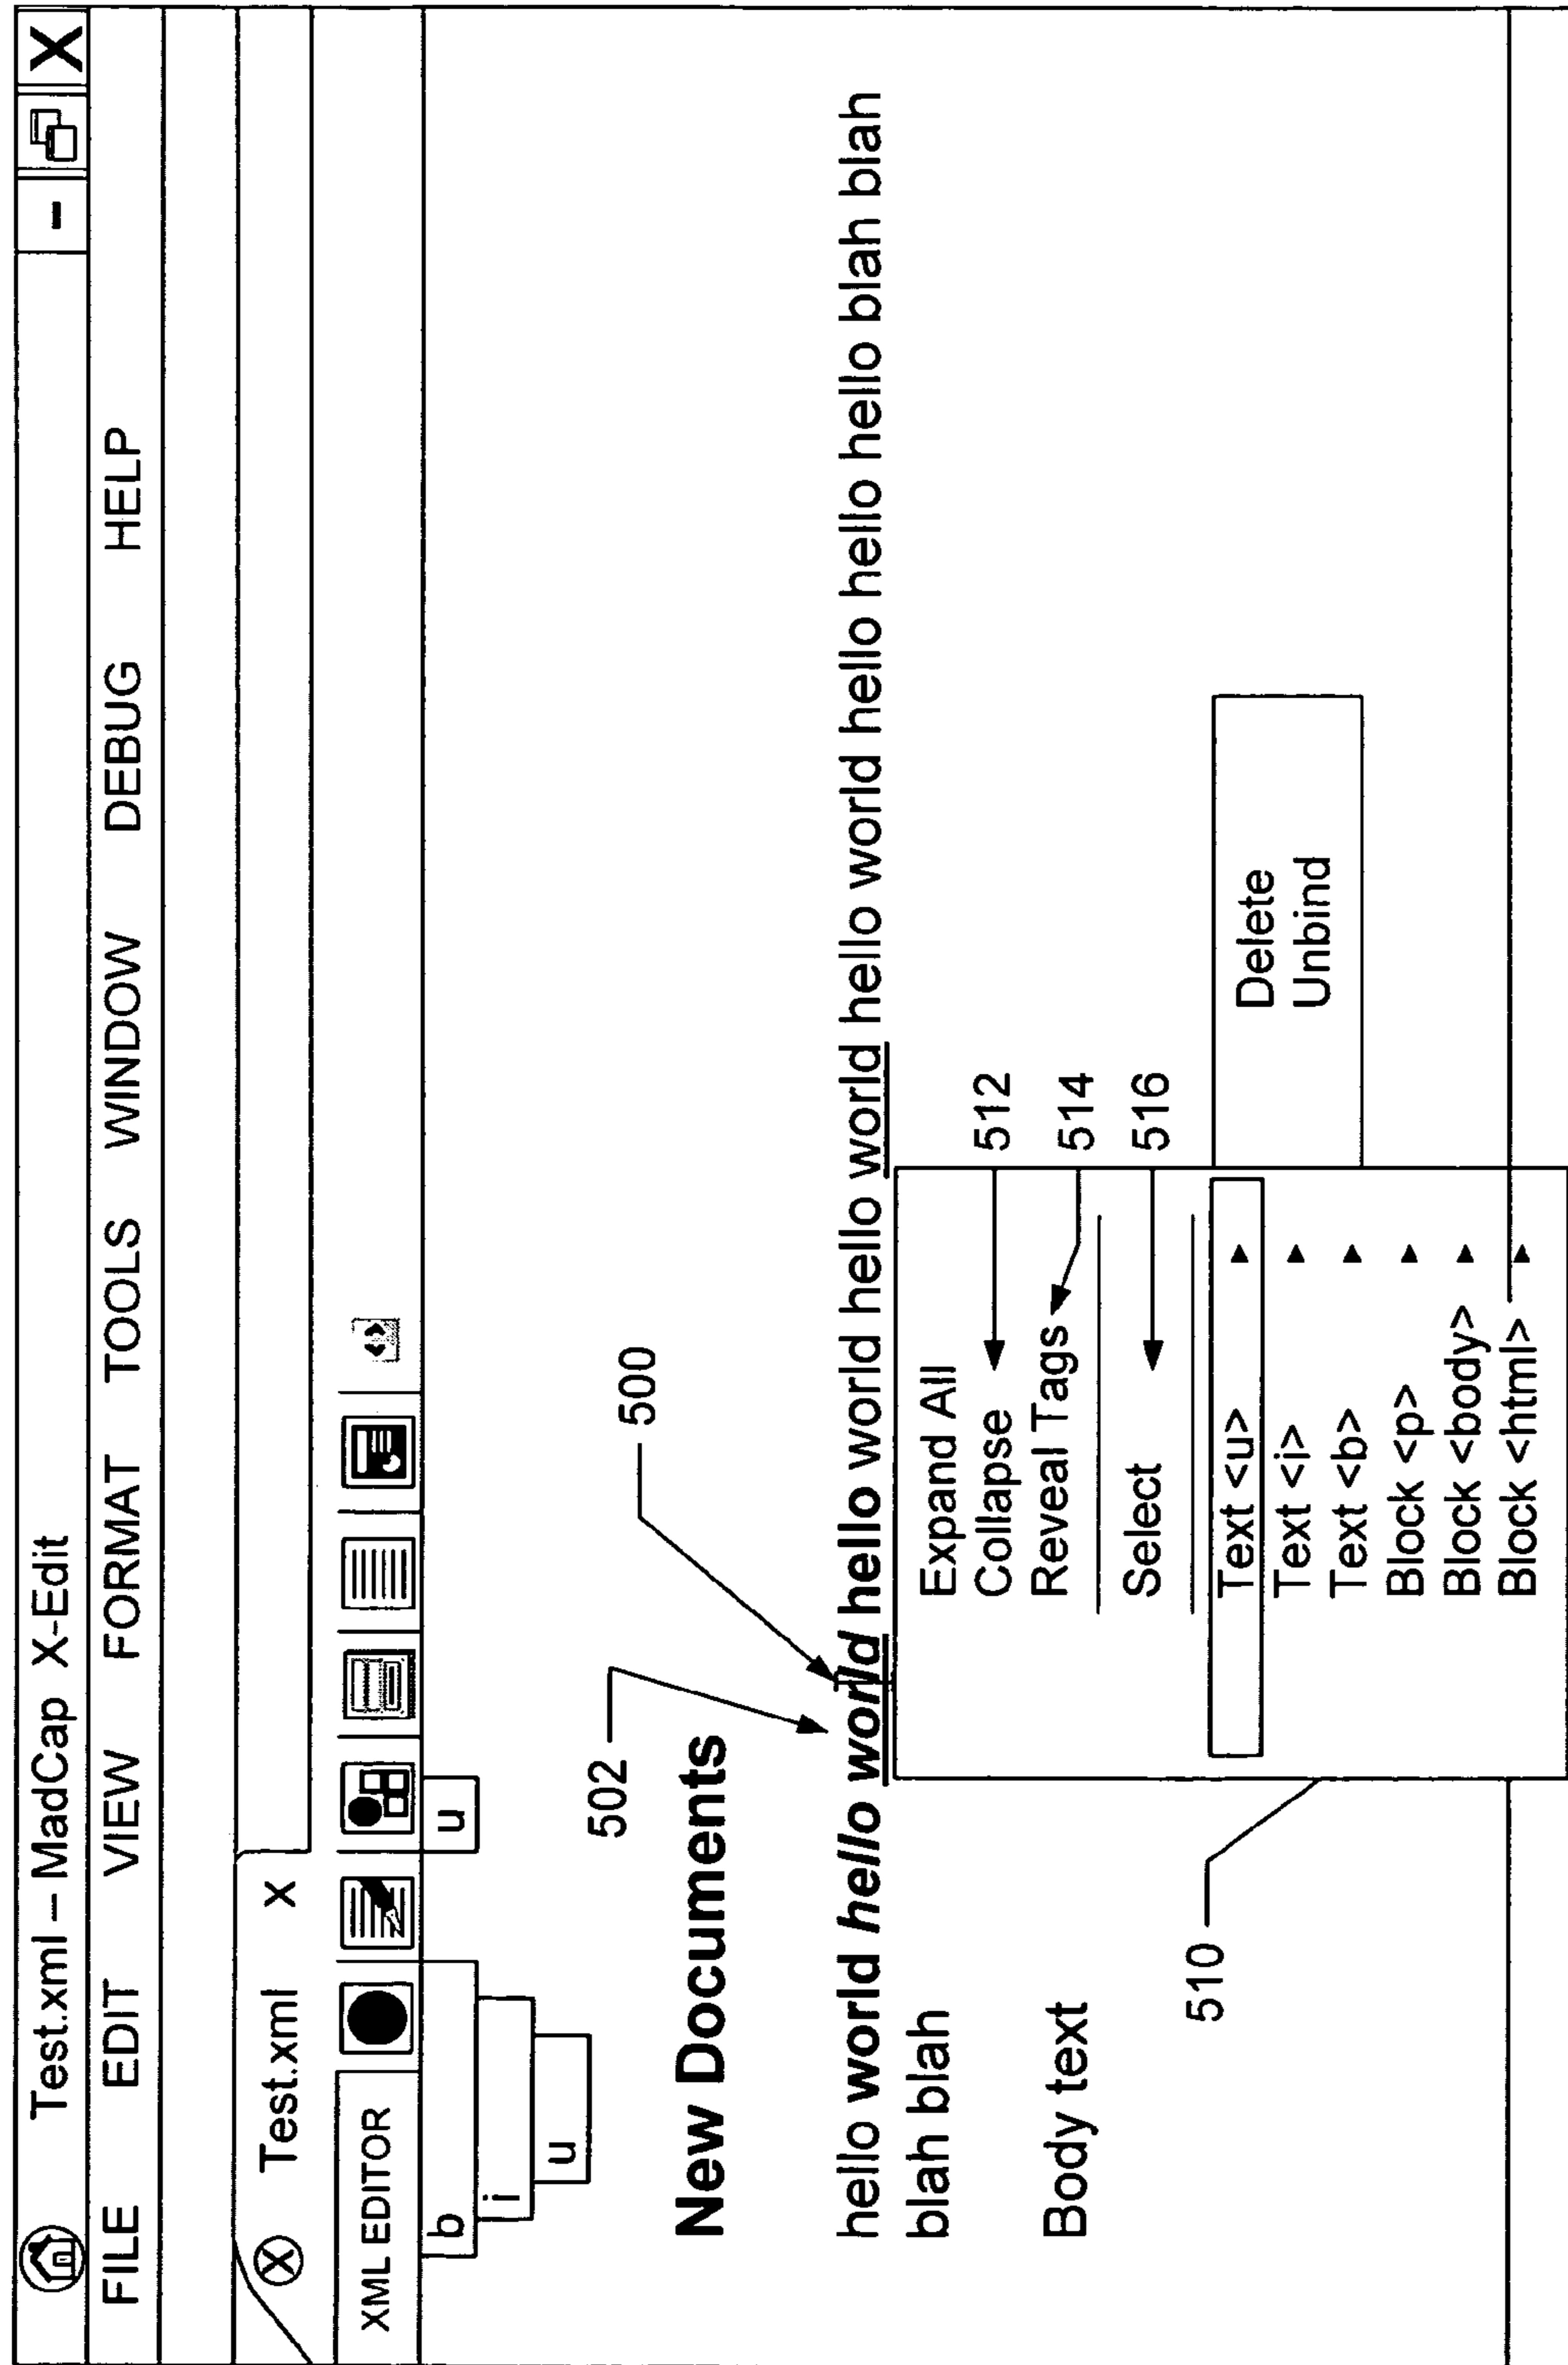 Test.xml – MadCap X-Edit - X
FILE EDIT VIEW FORMAT TOOLS WINDOW DEBUG HELP
X Test.xml X
XML EDITOR
b
i
u
u
502
500
New Documents
hello world hello world hello world hello world hello world hello world hello hello hello hello blah blah
blah blah
Body text
510
Expand All
Collapse
Reveal Tags
Select
Text <u>
Text <i>
Text <b>
Block <p>
Block <body>
Block <html>
512
514
516
Delete
Unbind